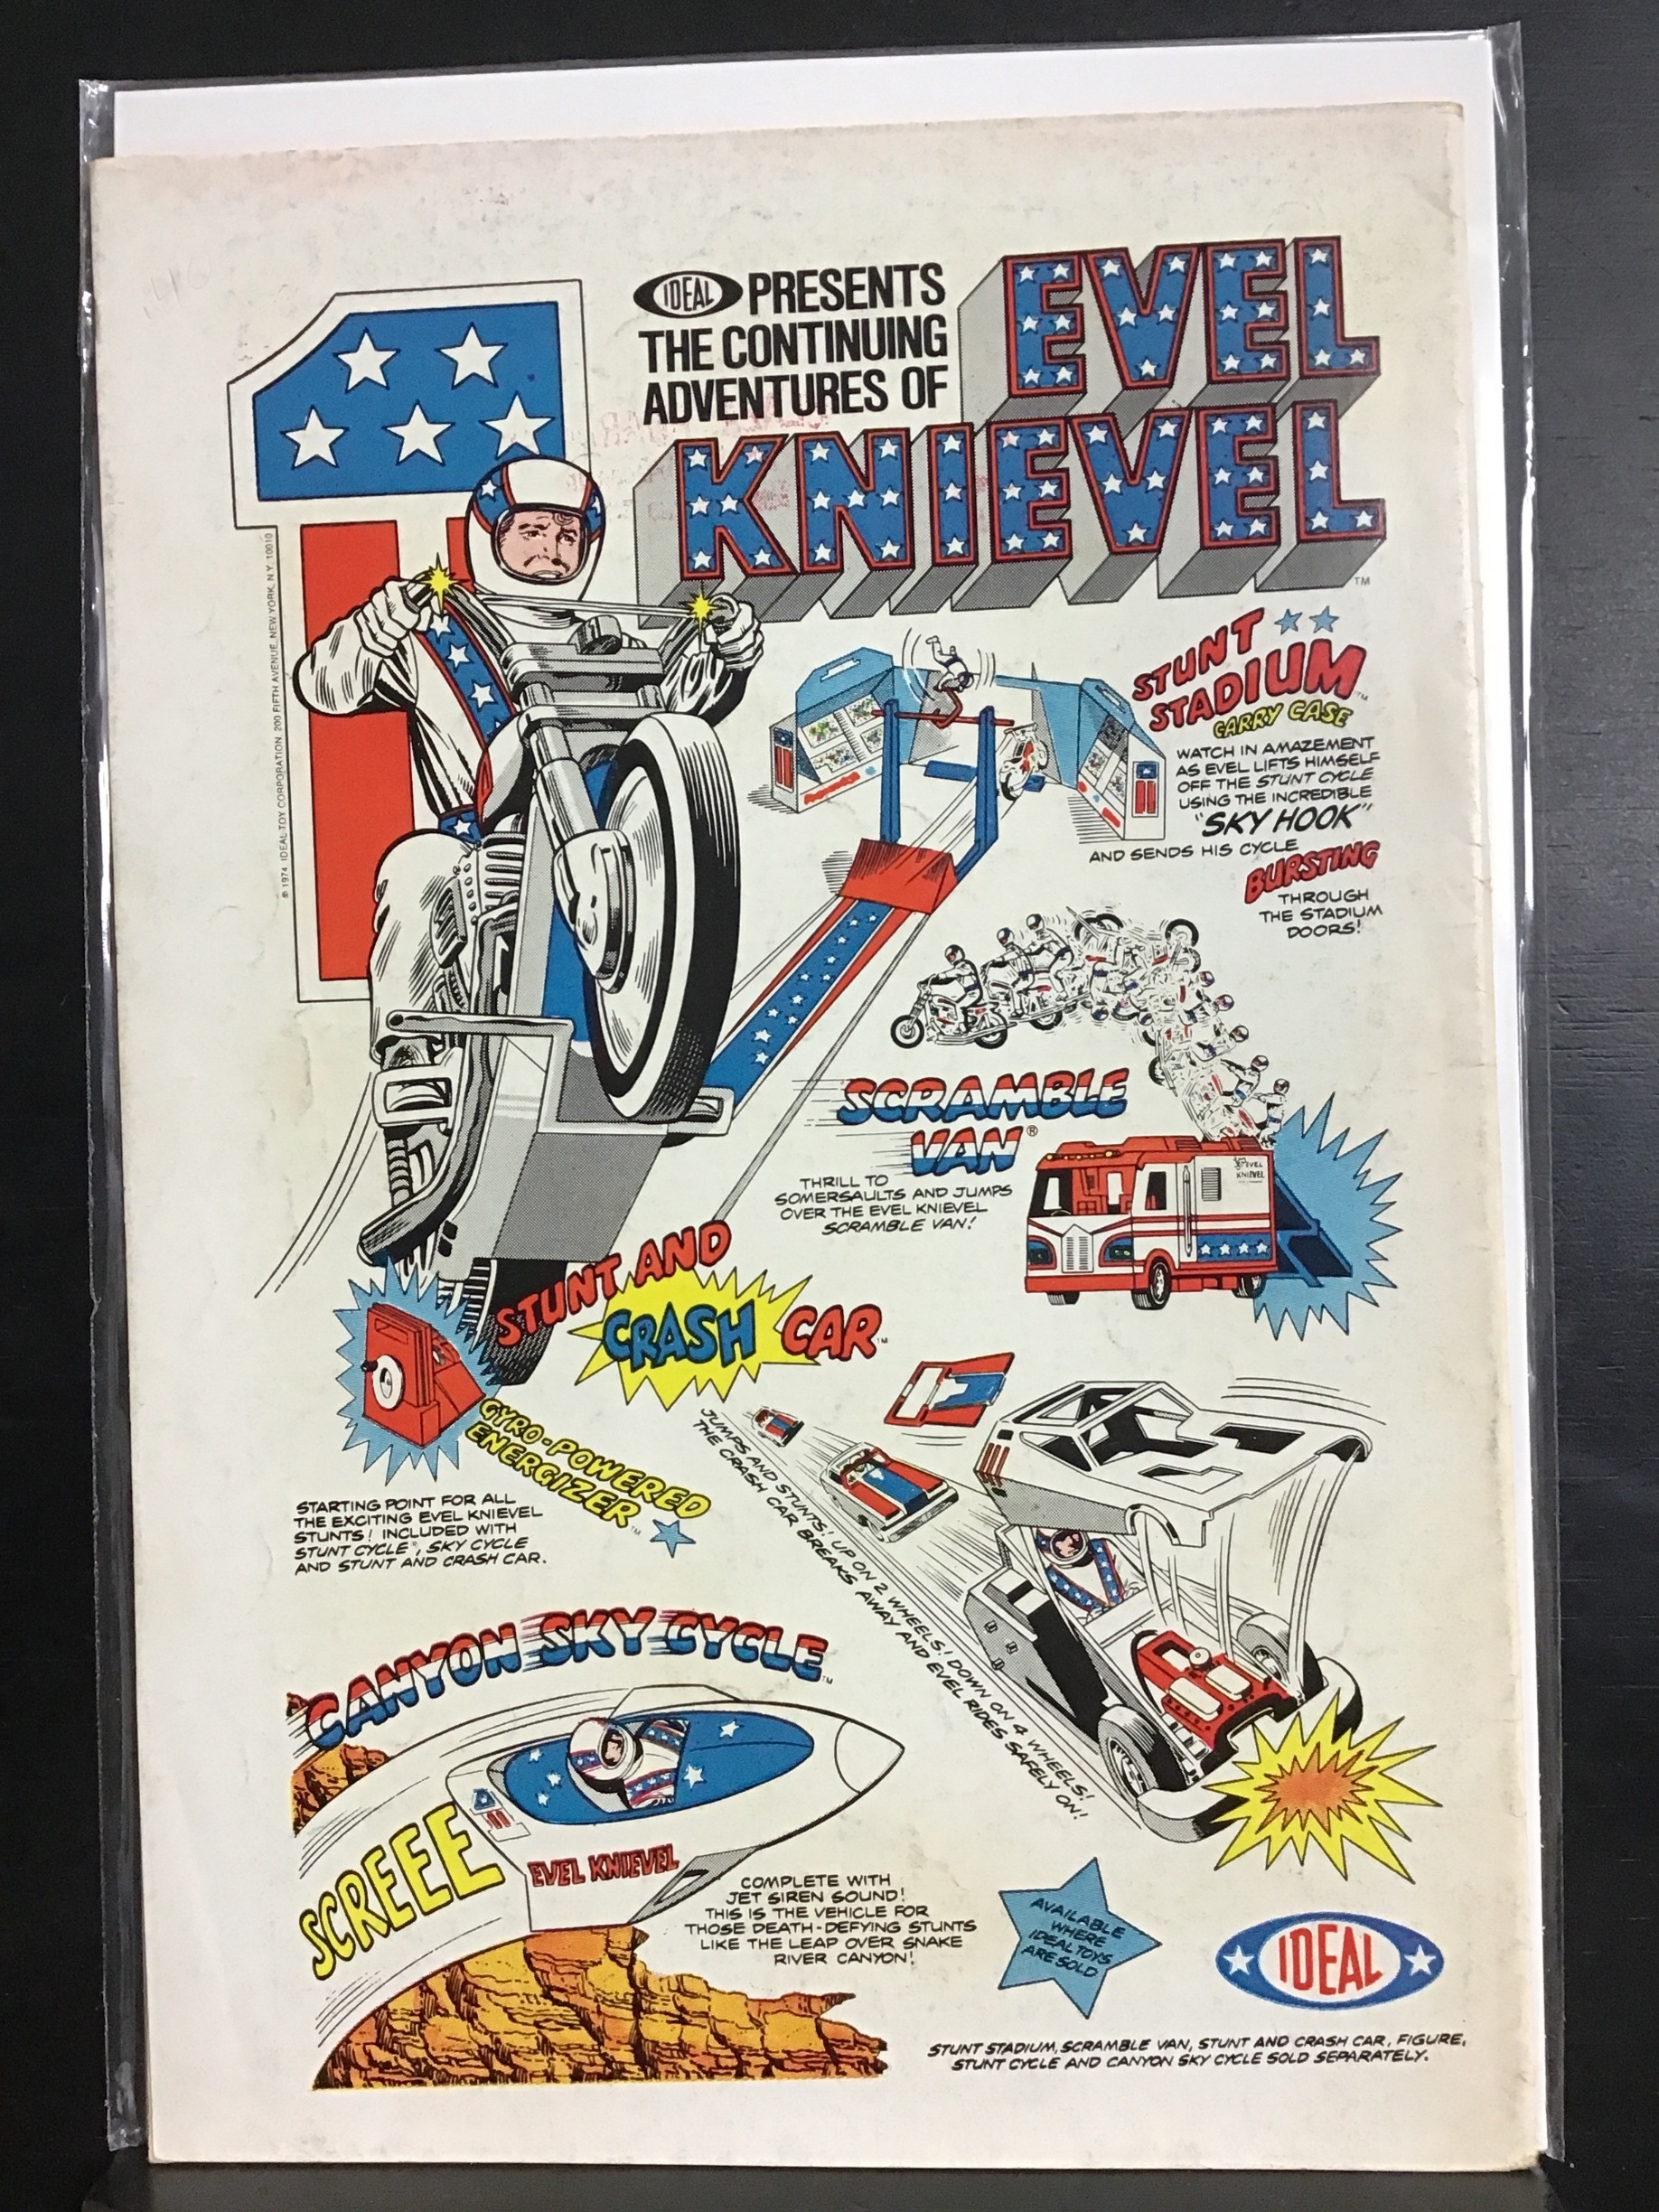 IDEAL PRESENTS
THE CONTINUING
ADVENTURES OF
EVEL
KNIEVEL
TM
© 1974 IDEAL TOY CORPORATION 200 FIFTH AVENUE, NEW YORK, N.Y. 10010
STUNT
STADIUM TM
CARRY CASE
WATCH IN AMAZEMENT
AS EVEL LIFTS HIMSELF
OFF THE STUNT CYCLE
USING THE INCREDIBLE
"SKY HOOK"
AND SENDS HIS CYCLE
BURSTING
THROUGH
THE STADIUM
DOORS!
SCRAMBLE
VAN®
THRILL TO
SOMERSAULTS AND JUMPS
OVER THE EVEL KNIEVEL
SCRAMBLE VAN!
EVEL
KNIEVEL
STUNT AND
CRASH CAR TM
JUMPS AND STUNTS! UP ON 2 WHEELS! DOWN ON 4 WHEELS!
THE CRASH CAR BREAKS AWAY AND EVEL RIDES SAFELY ON!
GYRO-POWERED
ENERGIZER TM
STARTING POINT FOR ALL
THE EXCITING EVEL KNIEVEL
STUNTS! INCLUDED WITH
STUNT CYCLE®, SKY CYCLE
AND STUNT AND CRASH CAR.
CANYON SKY CYCLE TM
SCREEE
EVEL KNIEVEL
COMPLETE WITH
JET SIREN SOUND!
THIS IS THE VEHICLE FOR
THOSE DEATH-DEFYING STUNTS
LIKE THE LEAP OVER SNAKE
RIVER CANYON!
AVAILABLE
WHERE
IDEAL TOYS
ARE SOLD
IDEAL
STUNT STADIUM, SCRAMBLE VAN, STUNT AND CRASH CAR, FIGURE,
STUNT CYCLE AND CANYON SKY CYCLE SOLD SEPARATELY.